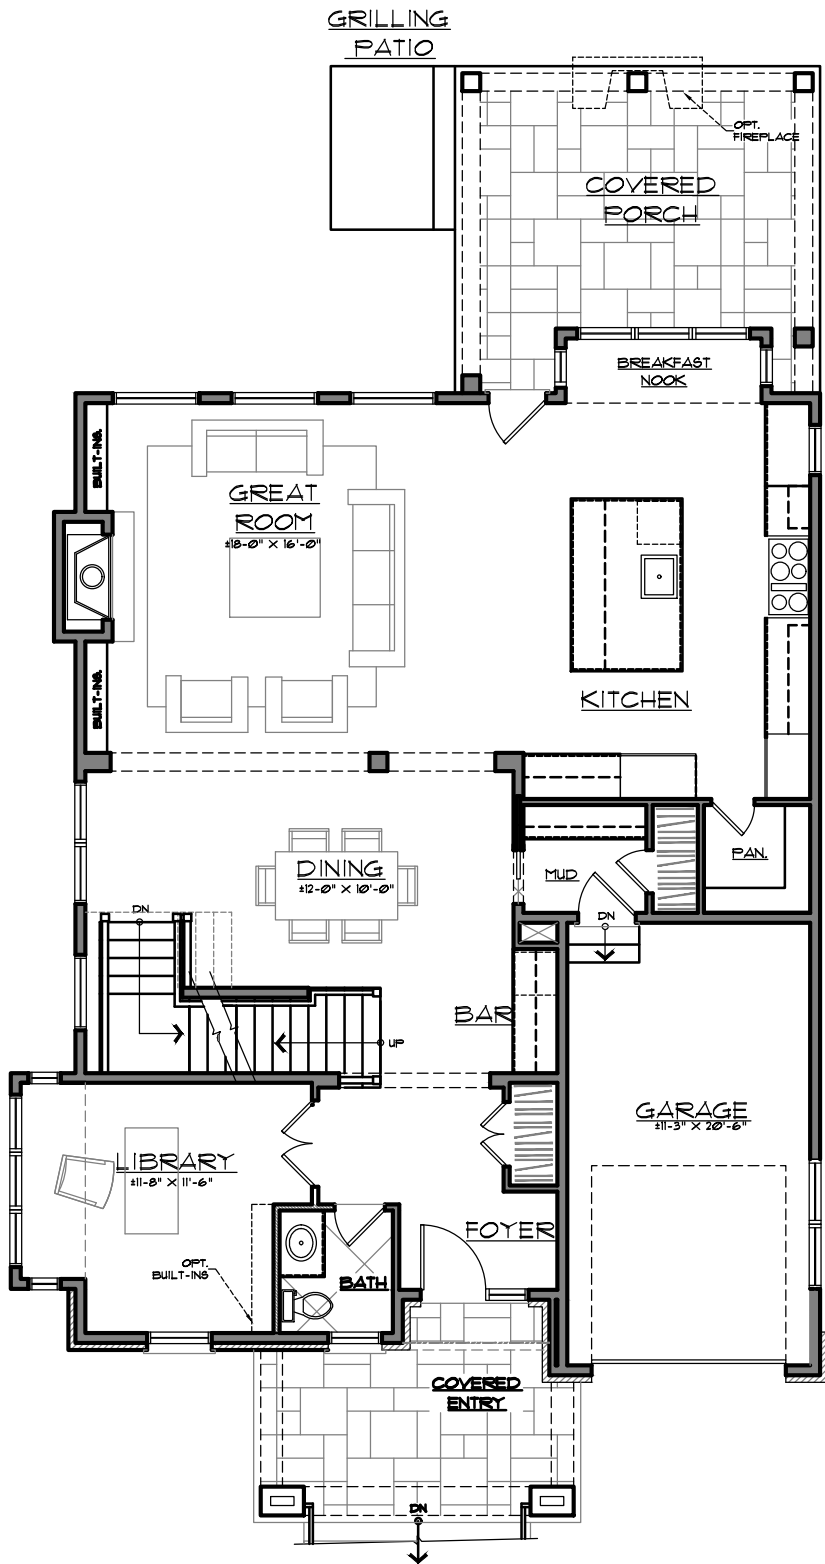 GRILLING
PATIO
OPT.
FIREPLACE
COVERED
PORCH
BREAKFAST
NOOK
BUILT-INS.
GREAT
ROOM
±18-0" X 16'-0"
BUILT-INS.
KITCHEN
DINING
±12-0" X 10'-0"
MUD
PAN.
DN
DN
BAR
UP
GARAGE
±11-3" X 20'-6"
LIBRARY
±11-8" X 11'-6"
FOYER
OPT.
BUILT-INS
BATH
COVERED
ENTRY
DN